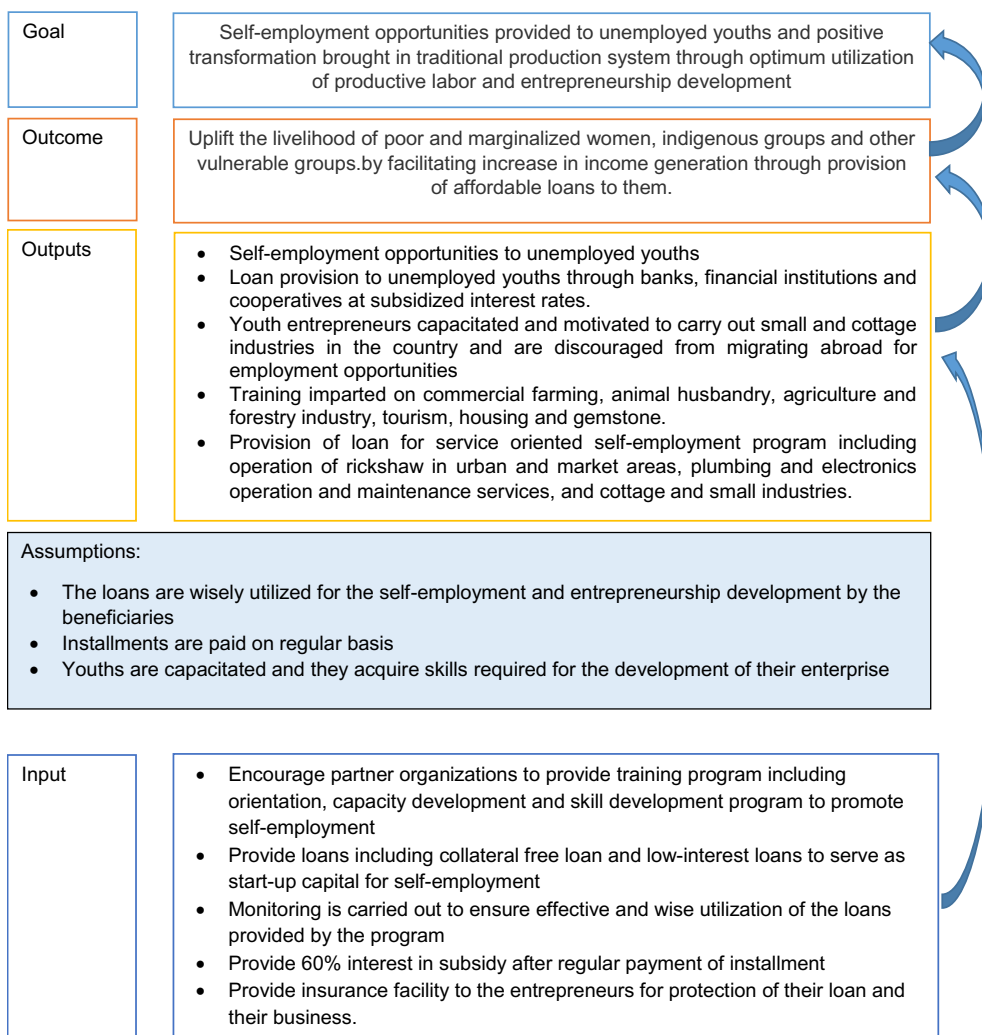 Goal
Self-employment opportunities provided to unemployed youths and positive
transformation brought in traditional production system through optimum utilization
of productive labor and entrepreneurship development
Outcome
Uplift the livelihood of poor and marginalized women, indigenous groups and other
vulnerable groups.by facilitating increase in income generation through provision
of affordable loans to them.
Outputs
• Self-employment opportunities to unemployed youths
• Loan provision to unemployed youths through banks, financial institutions and
cooperatives at subsidized interest rates.
• Youth entrepreneurs capacitated and motivated to carry out small and cottage
industries in the country and are discouraged from migrating abroad for
employment opportunities
• Training imparted on commercial farming, animal husbandry, agriculture and
forestry industry, tourism, housing and gemstone.
• Provision of loan for service oriented self-employment program including
operation of rickshaw in urban and market areas, plumbing and electronics
operation and maintenance services, and cottage and small industries.
Assumptions:
• The loans are wisely utilized for the self-employment and entrepreneurship development by the
beneficiaries
• Installments are paid on regular basis
• Youths are capacitated and they acquire skills required for the development of their enterprise
Input
• Encourage partner organizations to provide training program including
orientation, capacity development and skill development program to promote
self-employment
• Provide loans including collateral free loan and low-interest loans to serve as
start-up capital for self-employment
• Monitoring is carried out to ensure effective and wise utilization of the loans
provided by the program
• Provide 60% interest in subsidy after regular payment of installment
• Provide insurance facility to the entrepreneurs for protection of their loan and
their business.